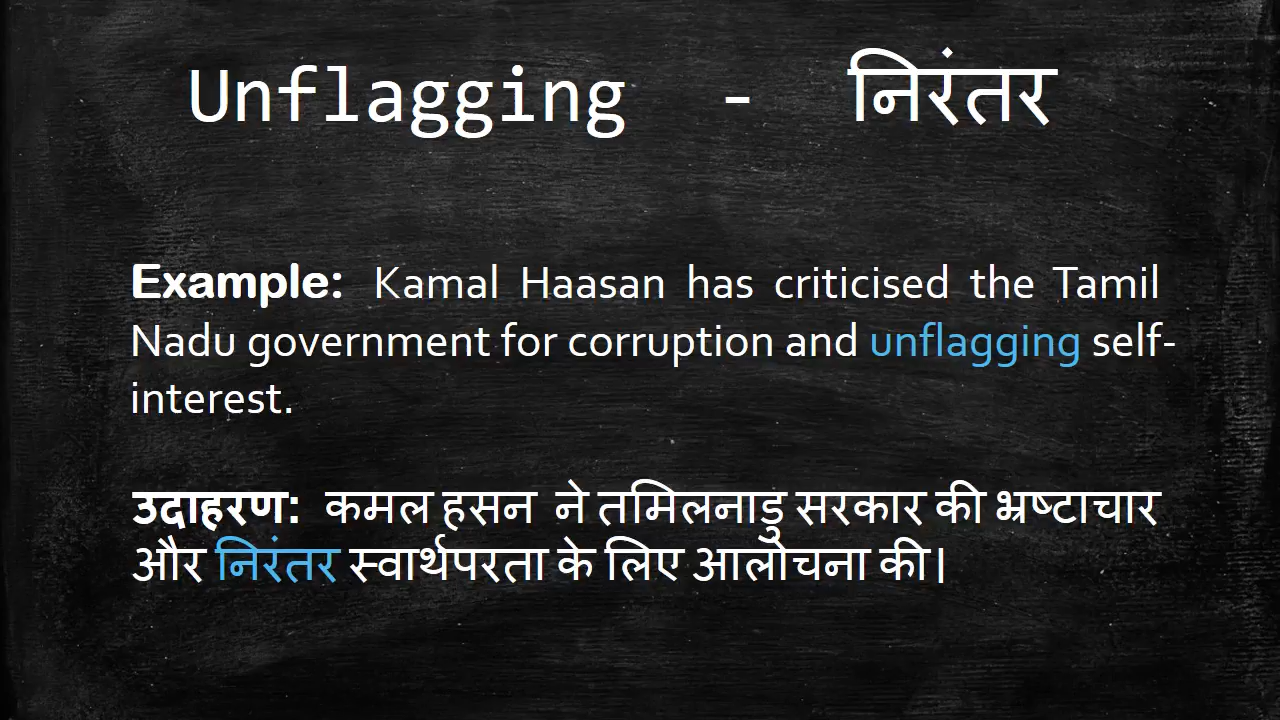 Unflagging - निरंतर
Example: Kamal Haasan has criticised the Tamil
Nadu government for corruption and unflagging self-
interest.
उदाहरण: कमल हसन ने तमिलनाडु सरकार की भ्रष्टाचार
और निरंतर स्वार्थपरता के लिए आलोचना की।